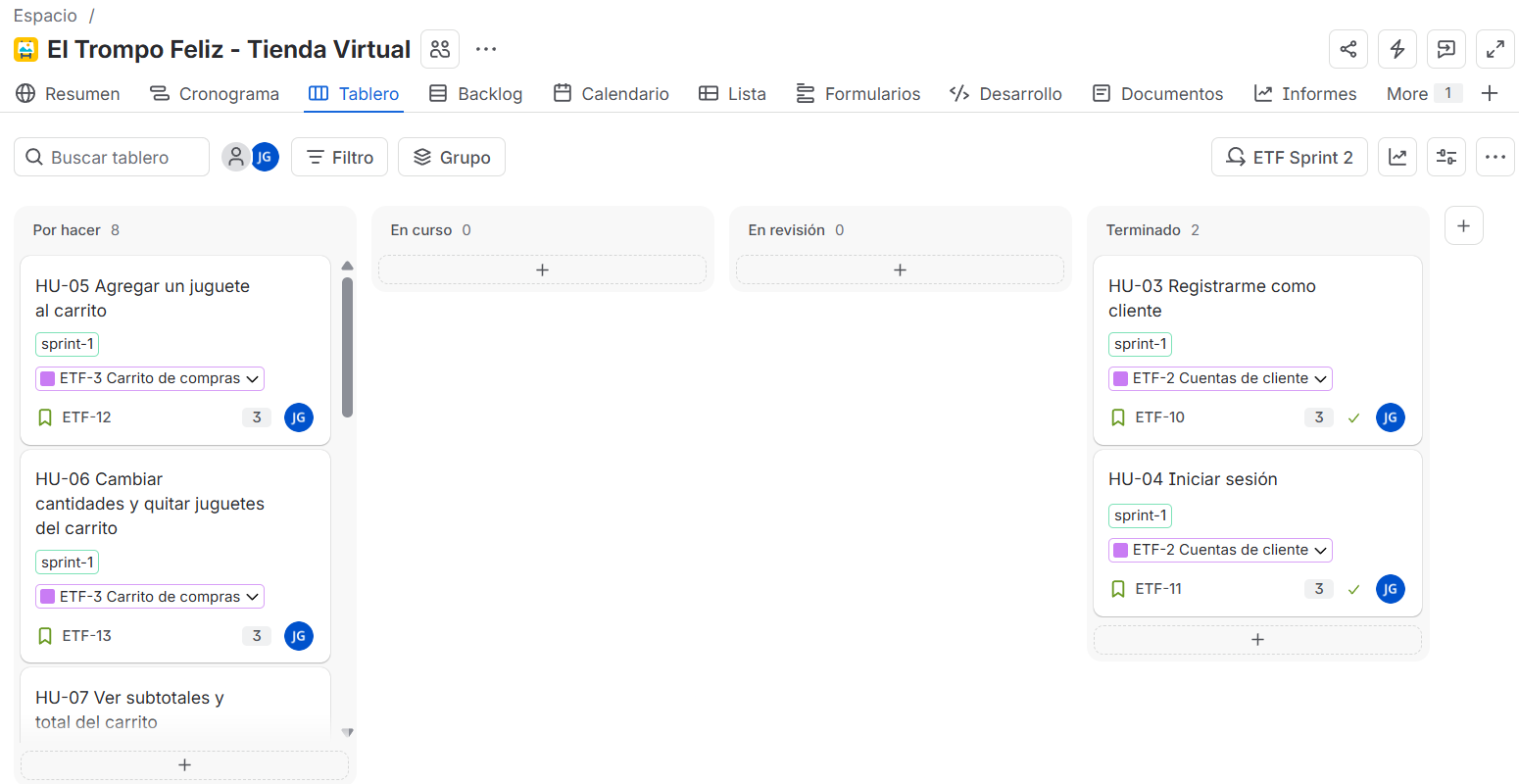 Espacio /
El Trompo Feliz - Tienda Virtual
Resumen Cronograma Tablero Backlog Calendario Lista Formularios Desarrollo Documentos Informes More 1
Buscar tablero JG Filtro Grupo ETF Sprint 2
Por hacer 8
HU-05 Agregar un juguete
al carrito
sprint-1
ETF-3 Carrito de compras
ETF-12 3 JG
HU-06 Cambiar
cantidades y quitar juguetes
del carrito
sprint-1
ETF-3 Carrito de compras
ETF-13 3 JG
HU-07 Ver subtotales y
total del carrito
En curso 0
En revisión 0
Terminado 2
HU-03 Registrarme como
cliente
sprint-1
ETF-2 Cuentas de cliente
ETF-10 3 JG
HU-04 Iniciar sesión
sprint-1
ETF-2 Cuentas de cliente
ETF-11 3 JG